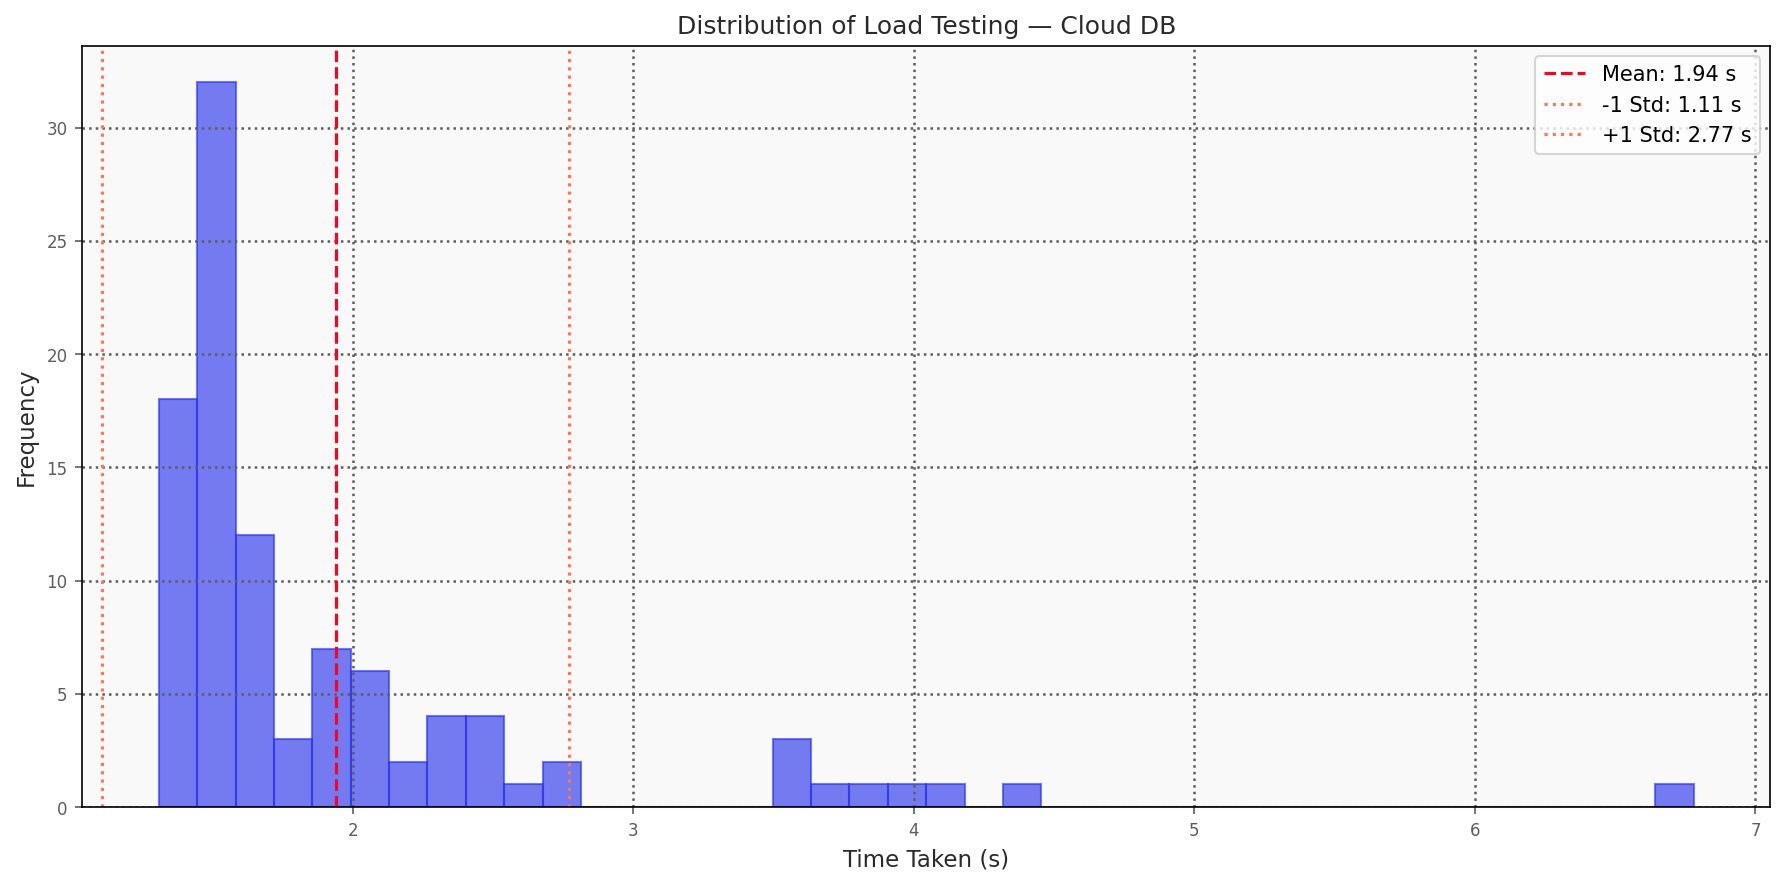 Distribution of Load Testing — Cloud DB
Mean: 1.94 s
-1 Std: 1.11 s
+1 Std: 2.77 s
Frequency
30
25
20
15
10
5
0
2 3 4 5 6 7
Time Taken (s)